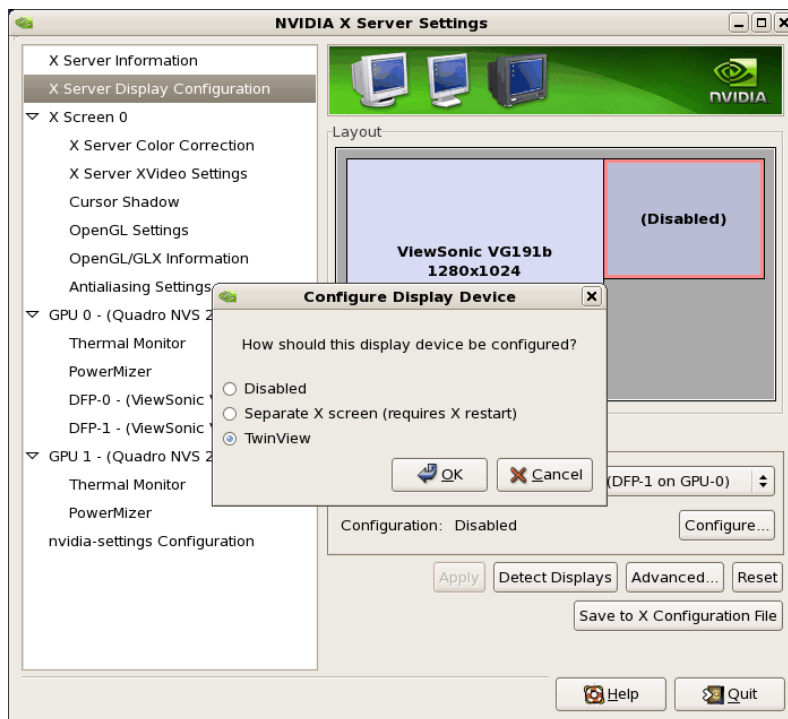 NVIDIA X Server Settings
X Server Information
X Server Display Configuration
X Screen 0
X Server Color Correction
X Server XVideo Settings
Cursor Shadow
OpenGL Settings
OpenGL/GLX Information
Antialiasing Settings
GPU 0 - (Quadro NVS 2
Thermal Monitor
PowerMizer
DFP-0 - (ViewSonic
DFP-1 - (ViewSonic
GPU 1 - (Quadro NVS 2
Thermal Monitor
PowerMizer
nvidia-settings Configuration
NVIDIA.
Layout
ViewSonic VG191b
1280x1024
(Disabled)
Configure Display Device
How should this display device be configured?
Disabled
Separate X screen (requires X restart)
TwinView
OK
Cancel
(DFP-1 on GPU-0)
Configuration: Disabled
Configure...
Apply
Detect Displays
Advanced...
Reset
Save to X Configuration File
Help
Quit